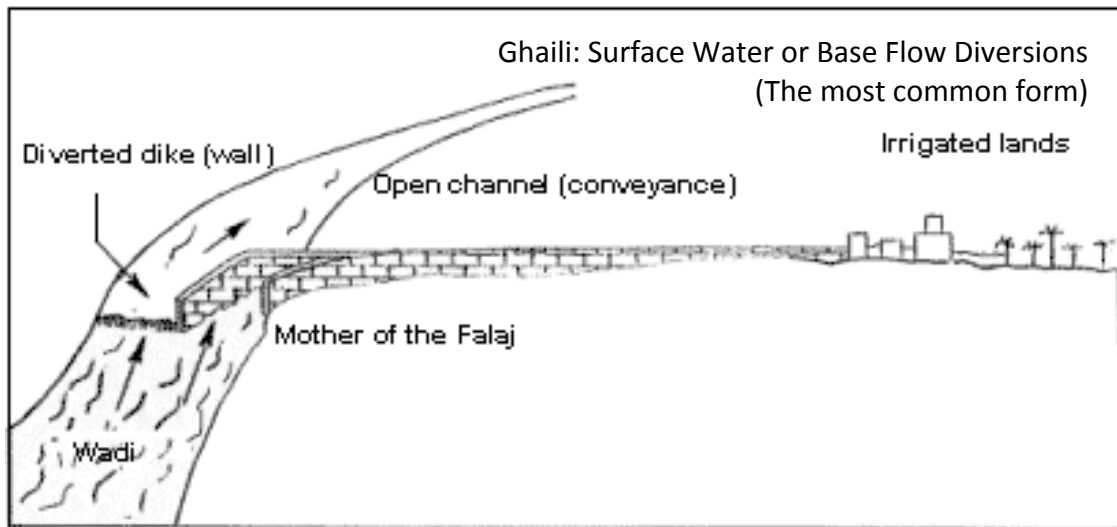 Ghaili: Surface Water or Base Flow Diversions
(The most common form)
Irrigated lands
Diverted dike (wall)
Open channel (conveyance)
Mother of the Falaj
Wadi